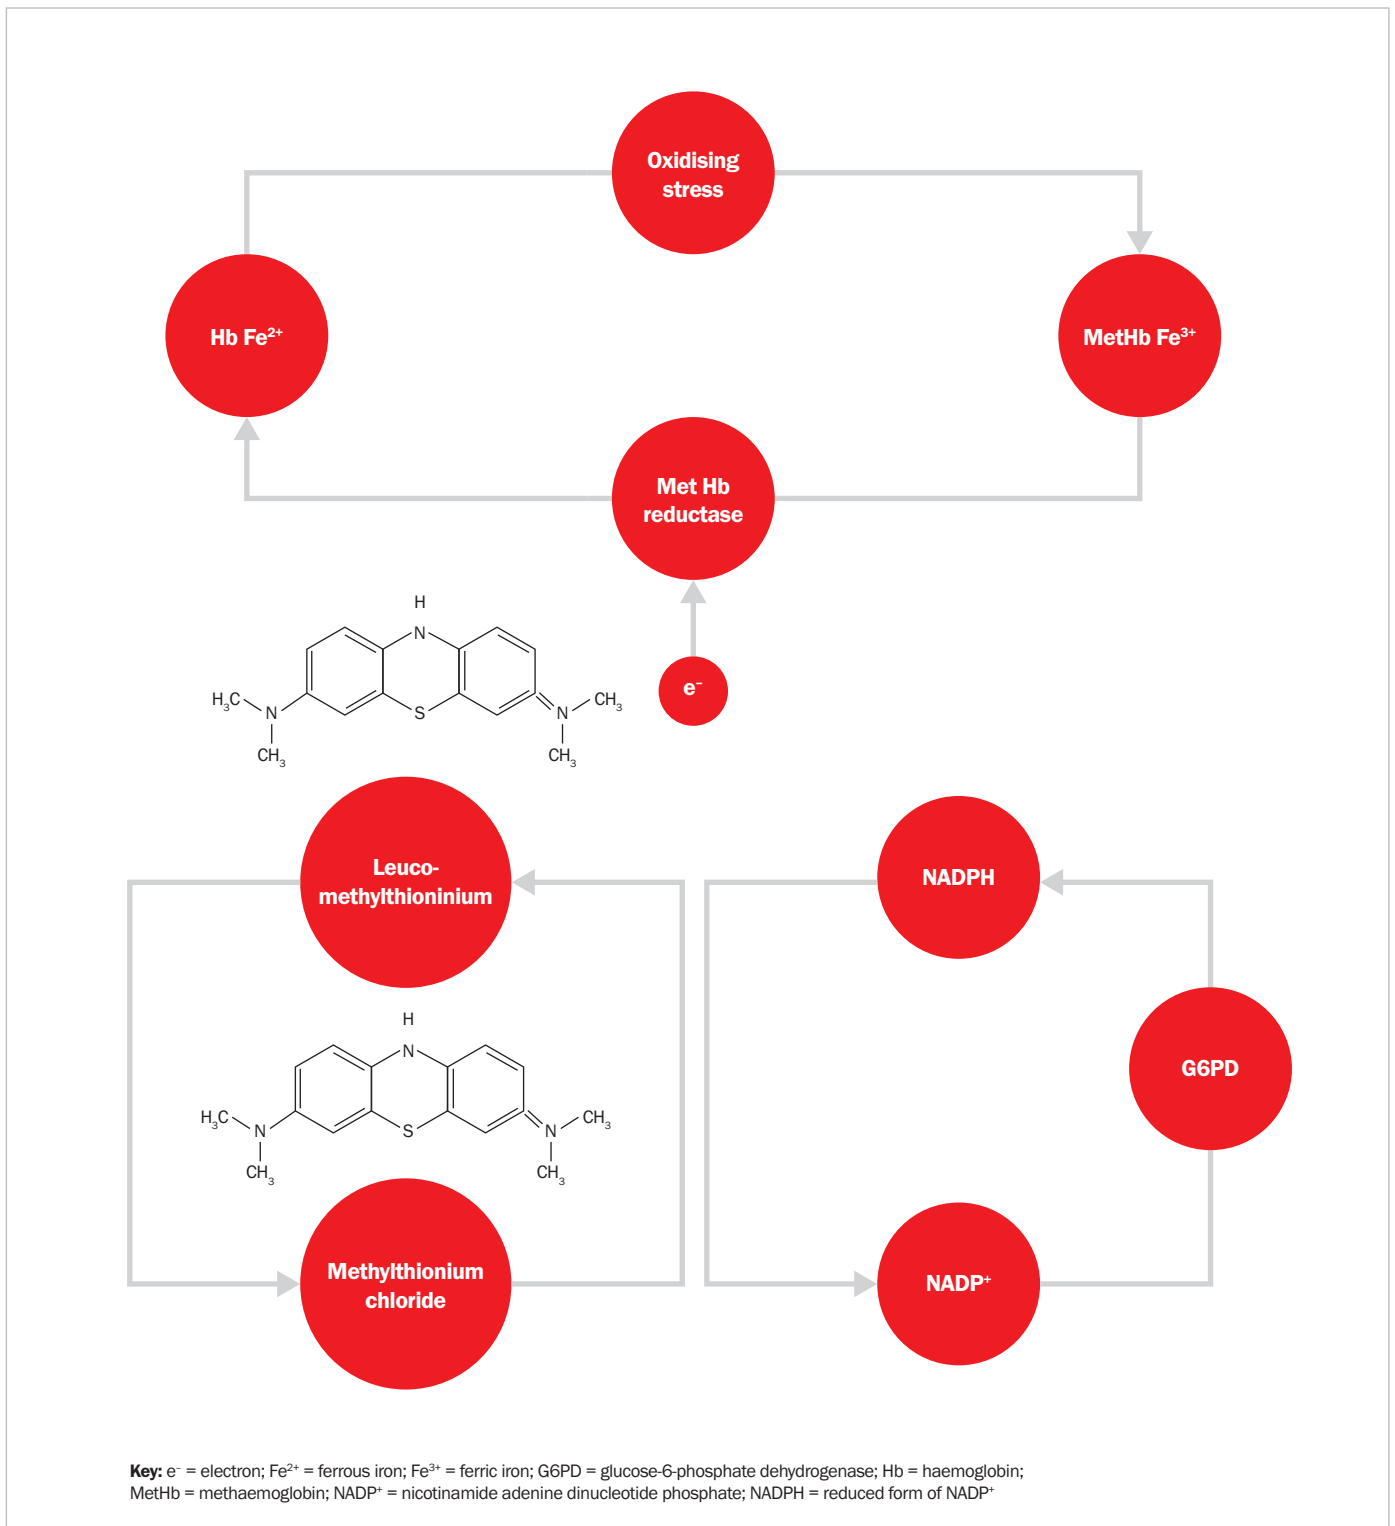 Oxidising
stress
Hb Fe²⁺
MetHb Fe³⁺
Met Hb
reductase
e⁻
H
N
S
H₃C
N
CH₃
N
CH₃
CH₃
Leuco-
methylthioninium
NADPH
H
N
S
H₃C
N
CH₃
N
CH₃
CH₃
G6PD
Methylthionium
chloride
NADP⁺
Key: e⁻ = electron; Fe²⁺ = ferrous iron; Fe³⁺ = ferric iron; G6PD = glucose-6-phosphate dehydrogenase; Hb = haemoglobin;
MetHb = methaemoglobin; NADP⁺ = nicotinamide adenine dinucleotide phosphate; NADPH = reduced form of NADP⁺